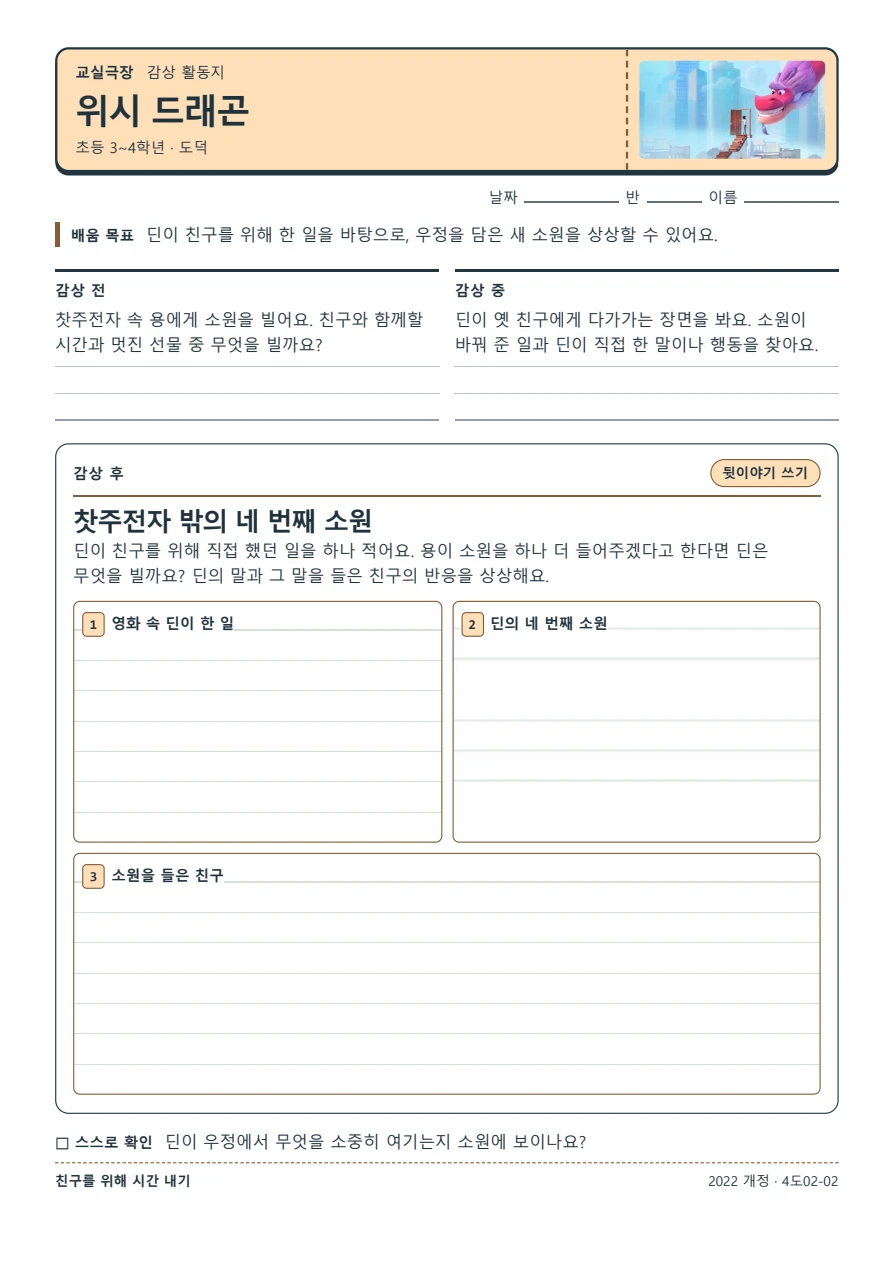 교실극장 감상 활동지
위시 드래곤
초등 3~4학년 · 도덕
날짜 반 이름
배움 목표 딘이 친구를 위해 한 일을 바탕으로, 우정을 담은 새 소원을 상상할 수 있어요.
감상 전
찻주전자 속 용에게 소원을 빌어요. 친구와 함께할
시간과 멋진 선물 중 무엇을 빌까요?
감상 중
딘이 옛 친구에게 다가가는 장면을 봐요. 소원이
바꿔 준 일과 딘이 직접 한 말이나 행동을 찾아요.
감상 후
뒷이야기 쓰기
찻주전자 밖의 네 번째 소원
딘이 친구를 위해 직접 했던 일을 하나 적어요. 용이 소원을 하나 더 들어주겠다고 한다면 딘은
무엇을 빌까요? 딘의 말과 그 말을 들은 친구의 반응을 상상해요.
1 영화 속 딘이 한 일
2 딘의 네 번째 소원
3 소원을 들은 친구
□ 스스로 확인 딘이 우정에서 무엇을 소중히 여기는지 소원에 보이나요?
친구를 위해 시간 내기
2022 개정 · 4도02-02